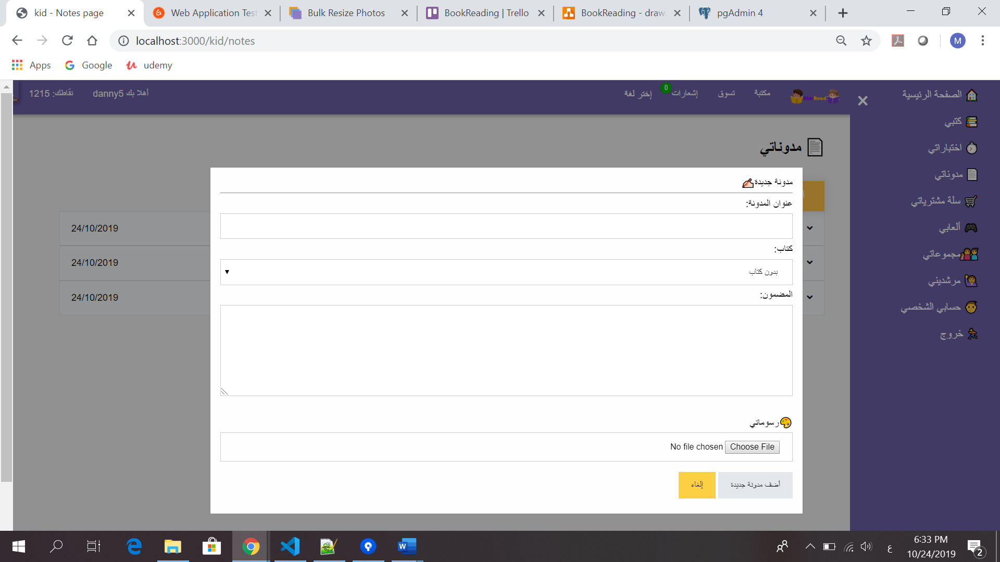 kid - Notes page
Web Application Test
Bulk Resize Photos
BookReading | Trello
BookReading - draw.
pgAdmin 4
localhost:3000/kid/notes
M
Apps
Google
udemy
الصفحة الرئيسية
كتبي
اختباراتي
مدوناتي
سلة مشترياتي
ألعابي
مجموعاتي
مرشديني
حسابي الشخصي
خروج
KidsRead
مكتبة
تسوق
إشعارات
0
إختر لغة
أهلا بك danny5
نقاطك: 1215
مدوناتي
24/10/2019
24/10/2019
24/10/2019
مدونة جديدة
عنوان المدونة:
كتاب:
بدون كتاب
المضمون:
رسوماتي
Choose File No file chosen
أضف مدونة جديدة
إلغاء
ع
6:33 PM
10/24/2019
2